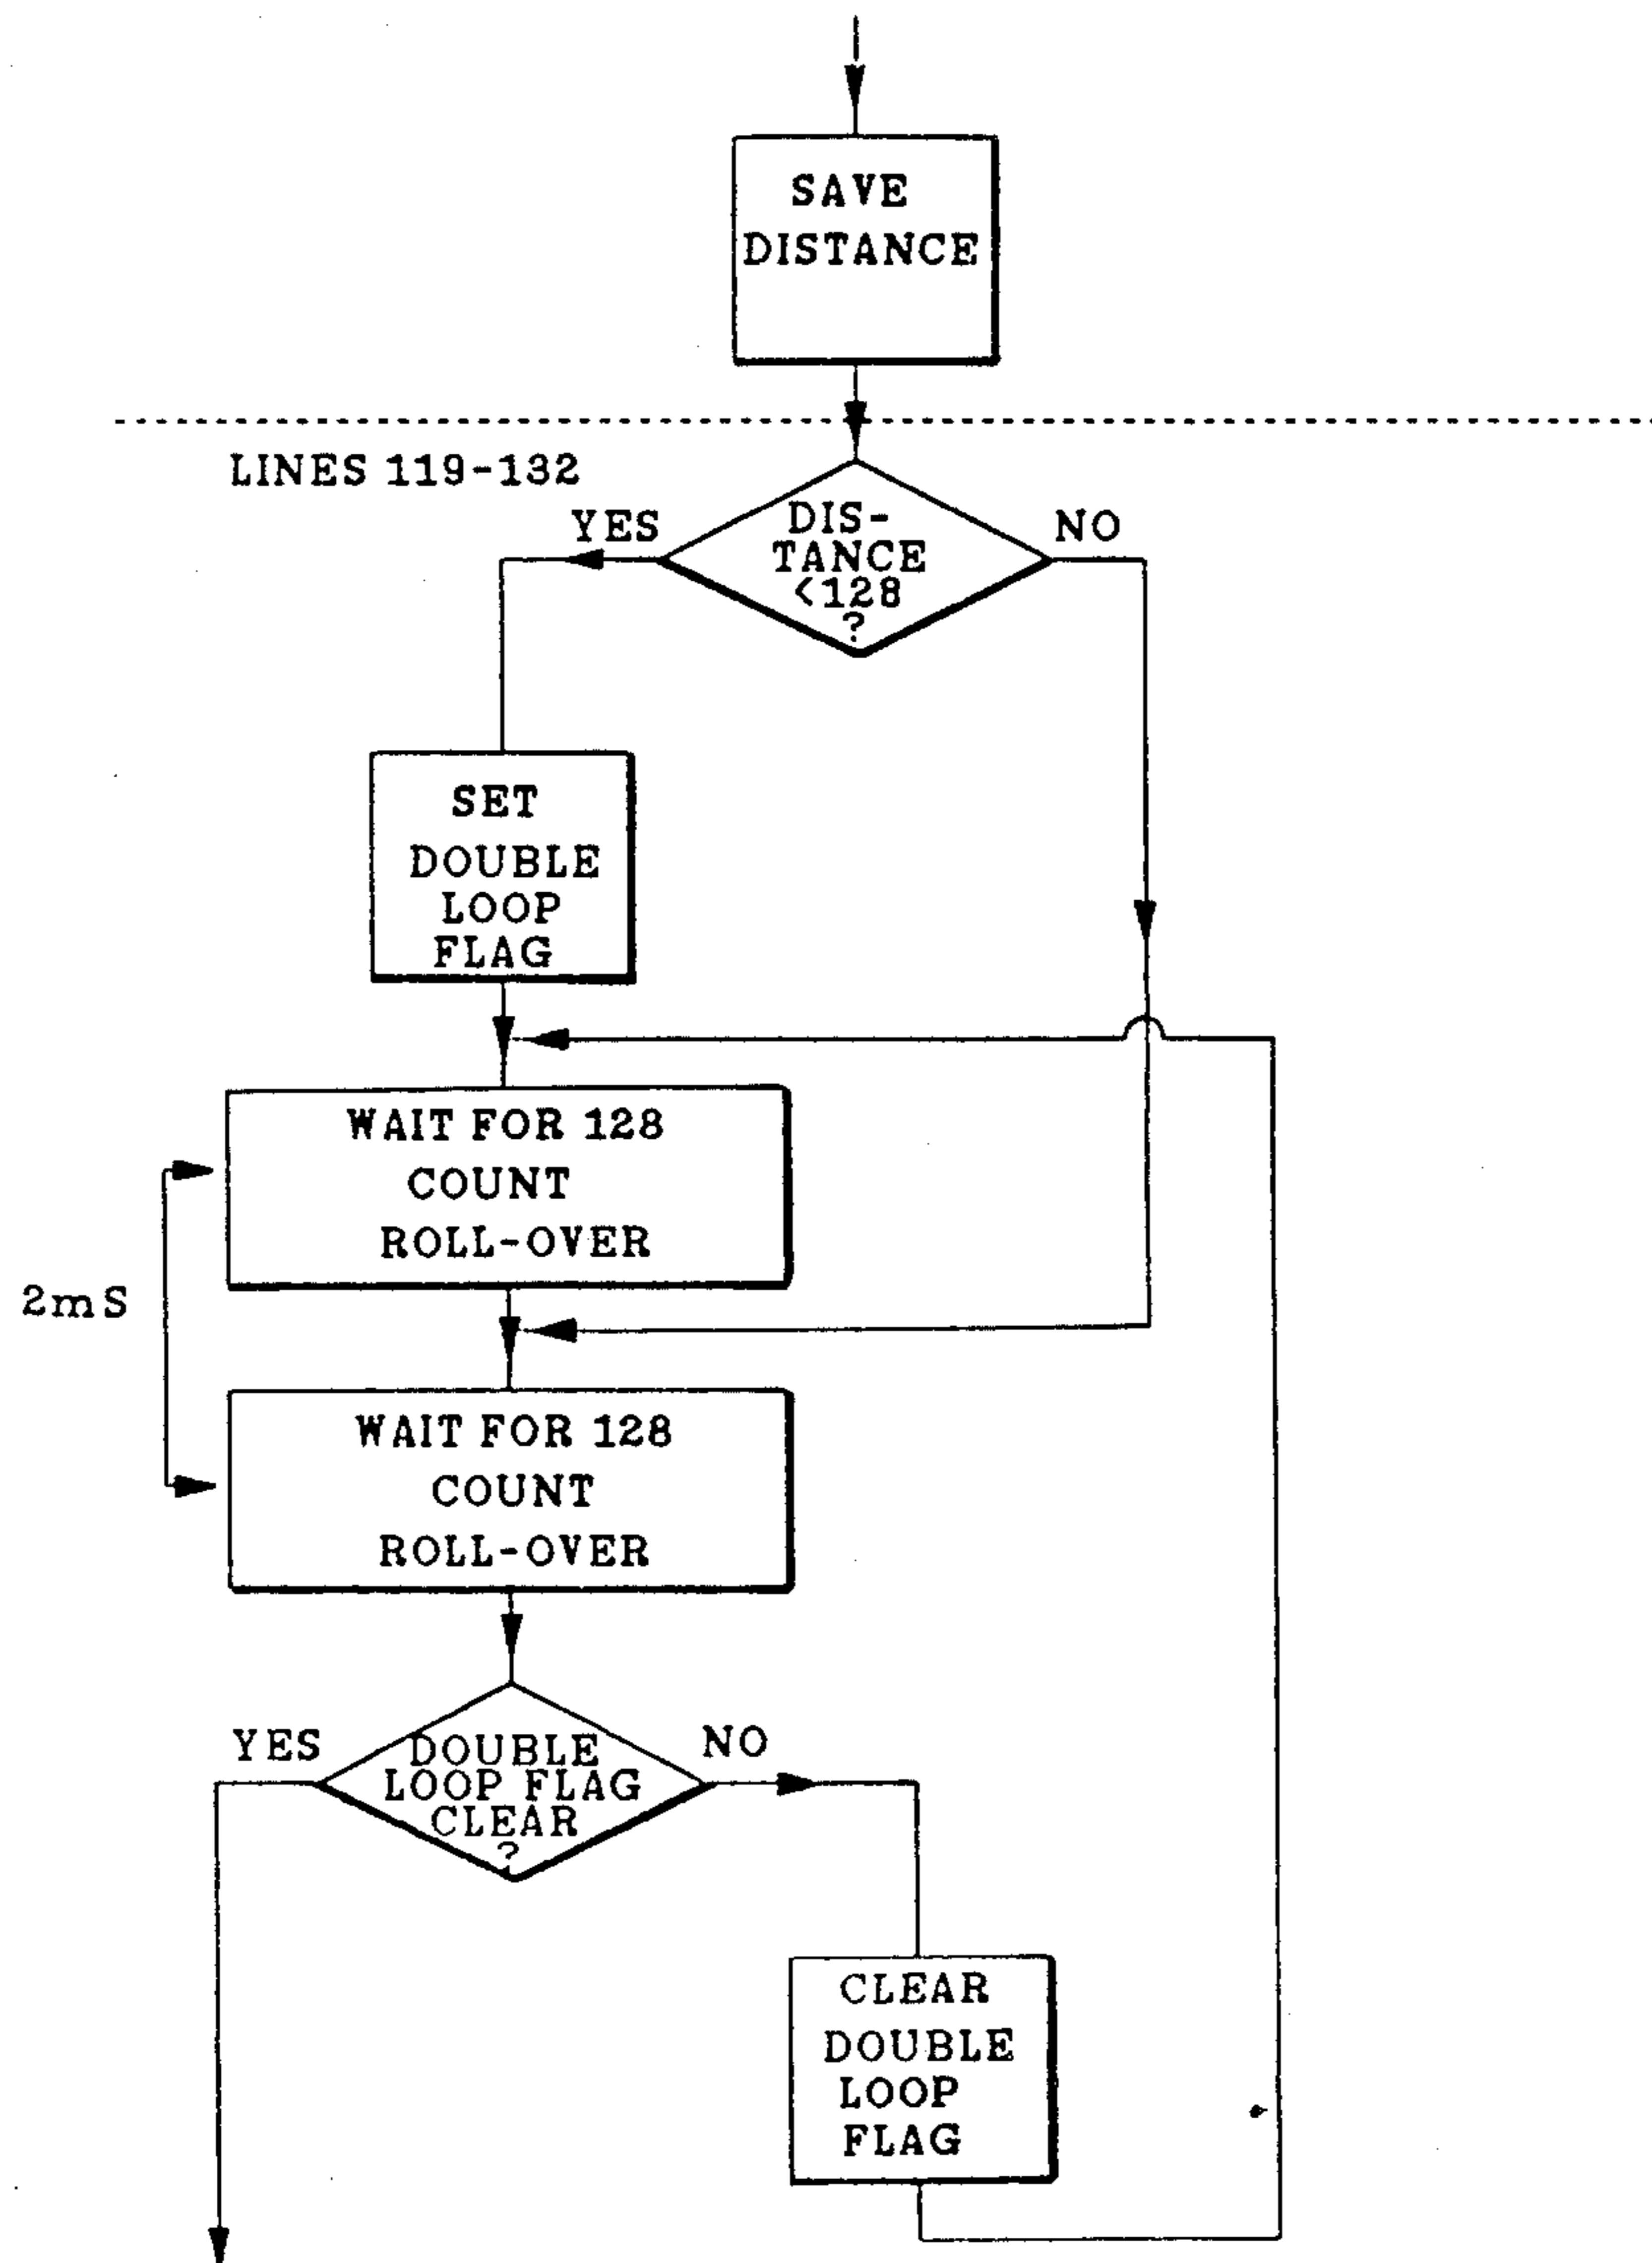 SAVE
DISTANCE
LINES 119-132
YES
DIS-
TANCE
<128
?
NO
SET
DOUBLE
LOOP
FLAG
WAIT FOR 128
COUNT
ROLL-OVER
2mS
WAIT FOR 128
COUNT
ROLL-OVER
YES
DOUBLE
LOOP FLAG
CLEAR
?
NO
CLEAR
DOUBLE
LOOP
FLAG